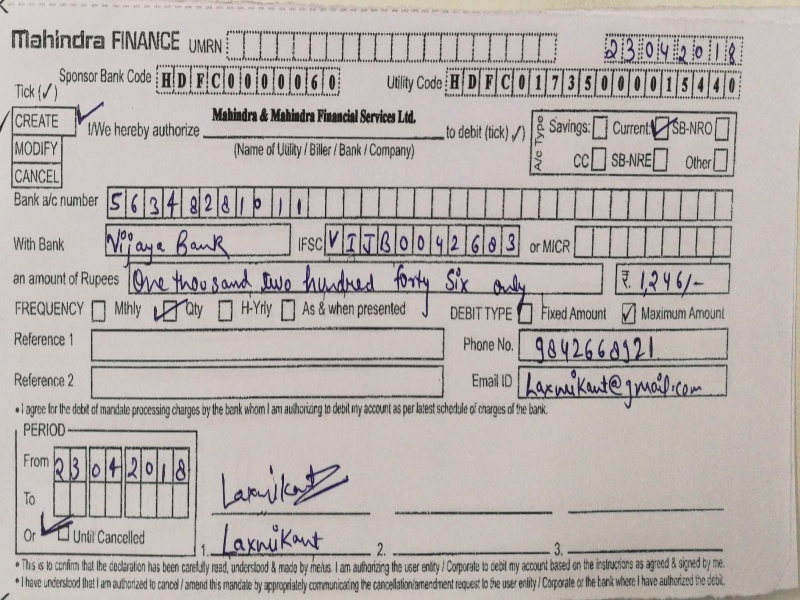 Mahindra FINANCE UMRN 23042018
Tick (✓) Sponsor Bank Code HDFC0000060 Utility Code HDFC01735000015440
CREATE ✓ I/We hereby authorize Mahindra & Mahindra Financial Services Ltd. to debit (tick ✓) A/c Type Savings: Current ✓ SB-NRO
MODIFY (Name of Utility / Biller / Bank / Company) CC SB-NRE Other
CANCEL
Bank a/c number 56348281011
With Bank Vijaya Bank IFSC VIJB0042683 or MICR
an amount of Rupees One thousand two hundred forty Six only ₹ 1,246/-
FREQUENCY Mthly ✓ Qty H-Yrly As & when presented DEBIT TYPE Fixed Amount ✓ Maximum Amount
Reference 1 Phone No. 9842668921
Reference 2 Email ID Laxmikant@gmail.com
• I agree for the debit of mandate processing charges by the bank whom I am authorizing to debit my account as per latest schedule of charges of the bank.
PERIOD
From 23042018
To Laxmikant
Or ✓ Until Cancelled 1. Laxmikant 2. 3.
• This is to confirm that the declaration has been carefully read, understood & made by me/us. I am authorizing the user entity / Corporate to debit my account based on the instructions as agreed & signed by me.
• I have understood that I am authorized to cancel / amend this mandate by appropriately communicating the cancellation/amendment request to the user entity / Corporate or the bank where I have authorized the debit.